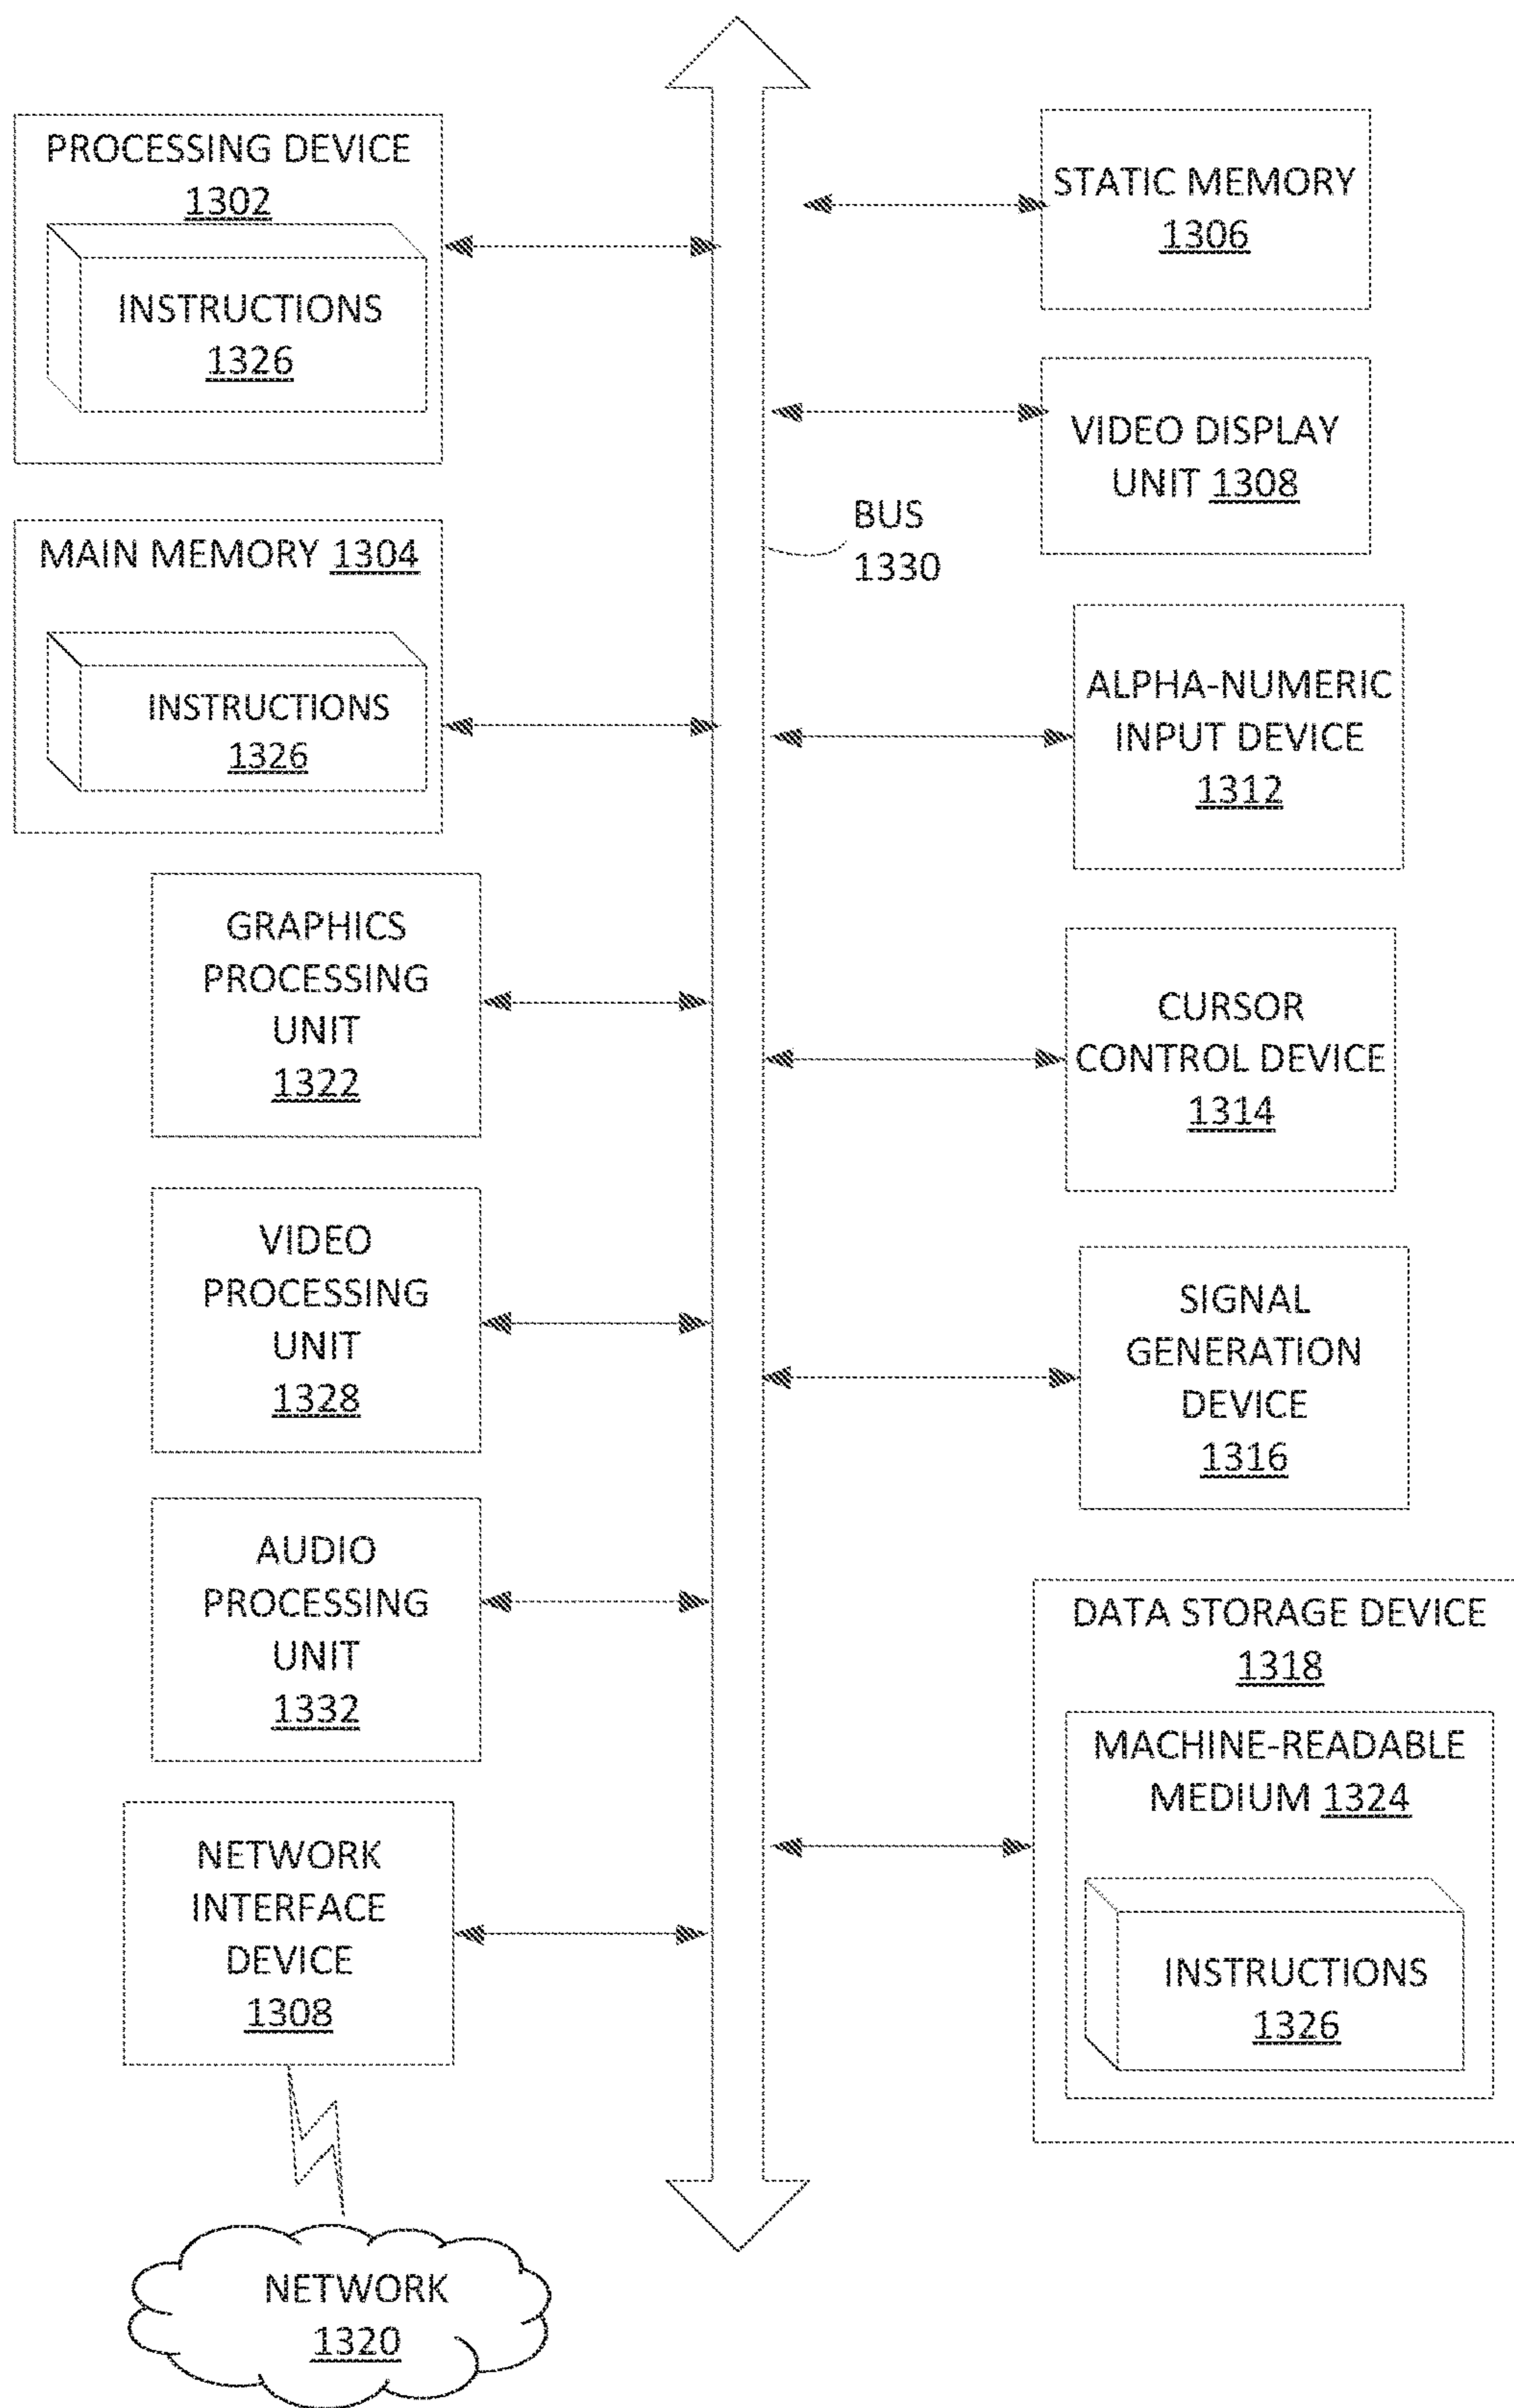 PROCESSING DEVICE
1302
INSTRUCTIONS
1326
MAIN MEMORY 1304
INSTRUCTIONS
1326
GRAPHICS
PROCESSING
UNIT
1322
VIDEO
PROCESSING
UNIT
1328
AUDIO
PROCESSING
UNIT
1332
NETWORK
INTERFACE
DEVICE
1308
NETWORK
1320
BUS
1330
STATIC MEMORY
1306
VIDEO DISPLAY
UNIT 1308
ALPHA-NUMERIC
INPUT DEVICE
1312
CURSOR
CONTROL DEVICE
1314
SIGNAL
GENERATION
DEVICE
1316
DATA STORAGE DEVICE
1318
MACHINE-READABLE
MEDIUM 1324
INSTRUCTIONS
1326